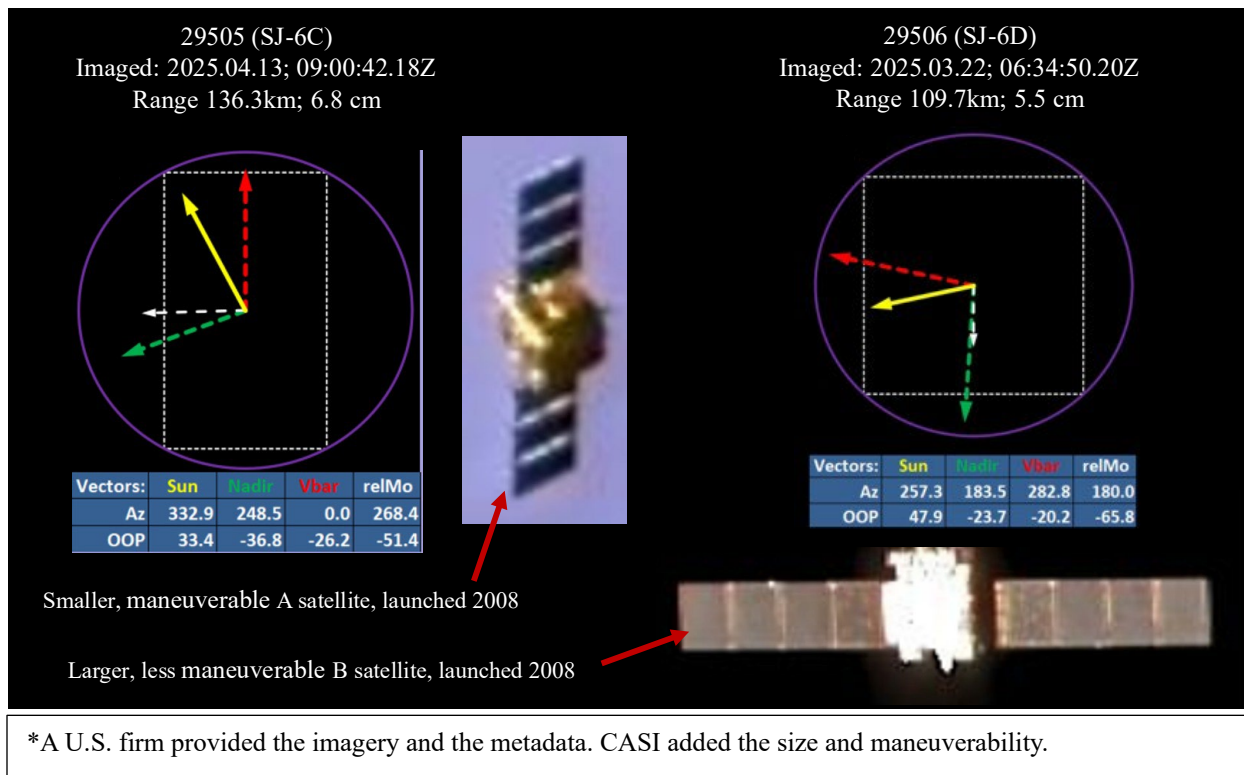 29505 (SJ-6C)
Imaged: 2025.04.13; 09:00:42.18Z
Range 136.3km; 6.8 cm
29506 (SJ-6D)
Imaged: 2025.03.22; 06:34:50.20Z
Range 109.7km; 5.5 cm
Vectors: Sun Nadir Vbar relMo
Az 332.9 248.5 0.0 268.4
OOP 33.4 -36.8 -26.2 -51.4
Vectors: Sun Nadir Vbar relMo
Az 257.3 183.5 282.8 180.0
OOP 47.9 -23.7 -20.2 -65.8
Smaller, maneuverable A satellite, launched 2008
Larger, less maneuverable B satellite, launched 2008
*A U.S. firm provided the imagery and the metadata. CASI added the size and maneuverability.